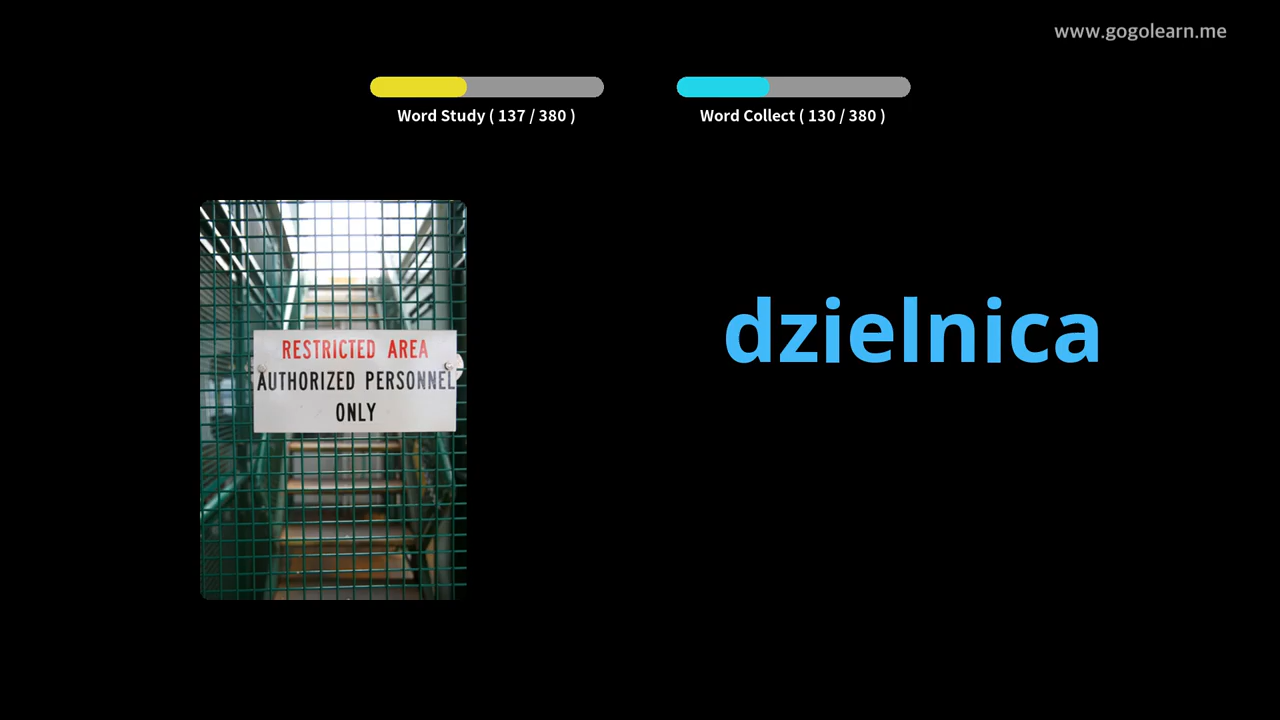 www.gogolearn.me
Word Study ( 137 / 380 )
Word Collect ( 130 / 380 )
RESTRICTED AREA
AUTHORIZED PERSONNEL
ONLY
dzielnica